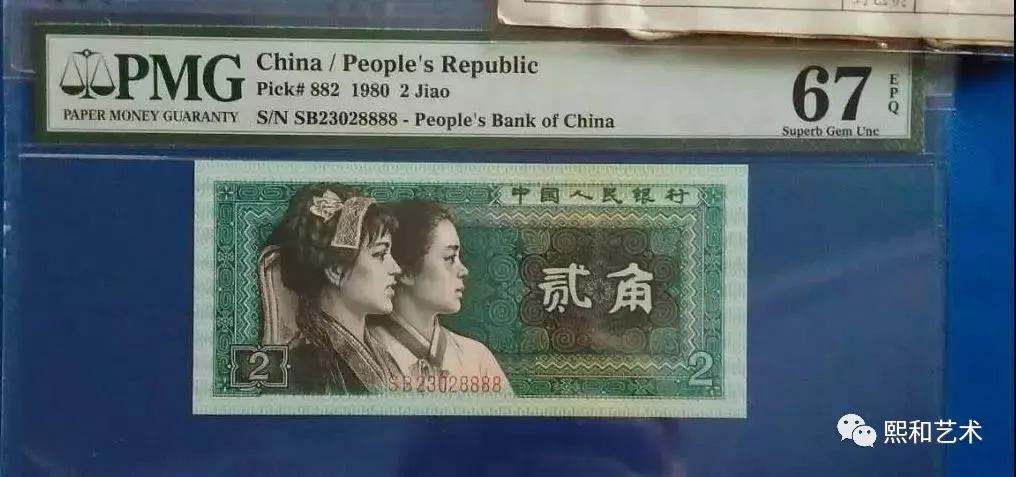 PMG
PAPER MONEY GUARANTY
China / People's Republic
Pick# 882 1980 2 Jiao
S/N SB23028888 - People's Bank of China
67
EPQ
Superb Gem Unc
中国人民银行
贰角
2
SB23028888
2
熙和艺术